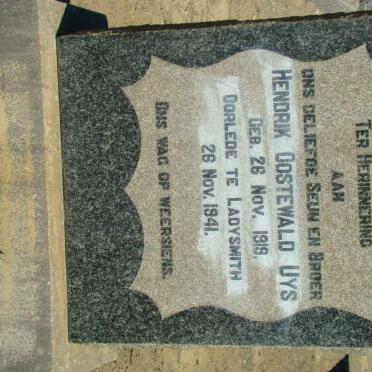 TER HERINNERING
AAN
ONS GELIEFDE SEUN EN BROER
HENDRIK OOSTEWALD UYS
GEB. 26 NOV. 1919,
OORLEDE TE LADYSMITH
26 NOV. 1941.
ONS WAG OP WEERSIENS.